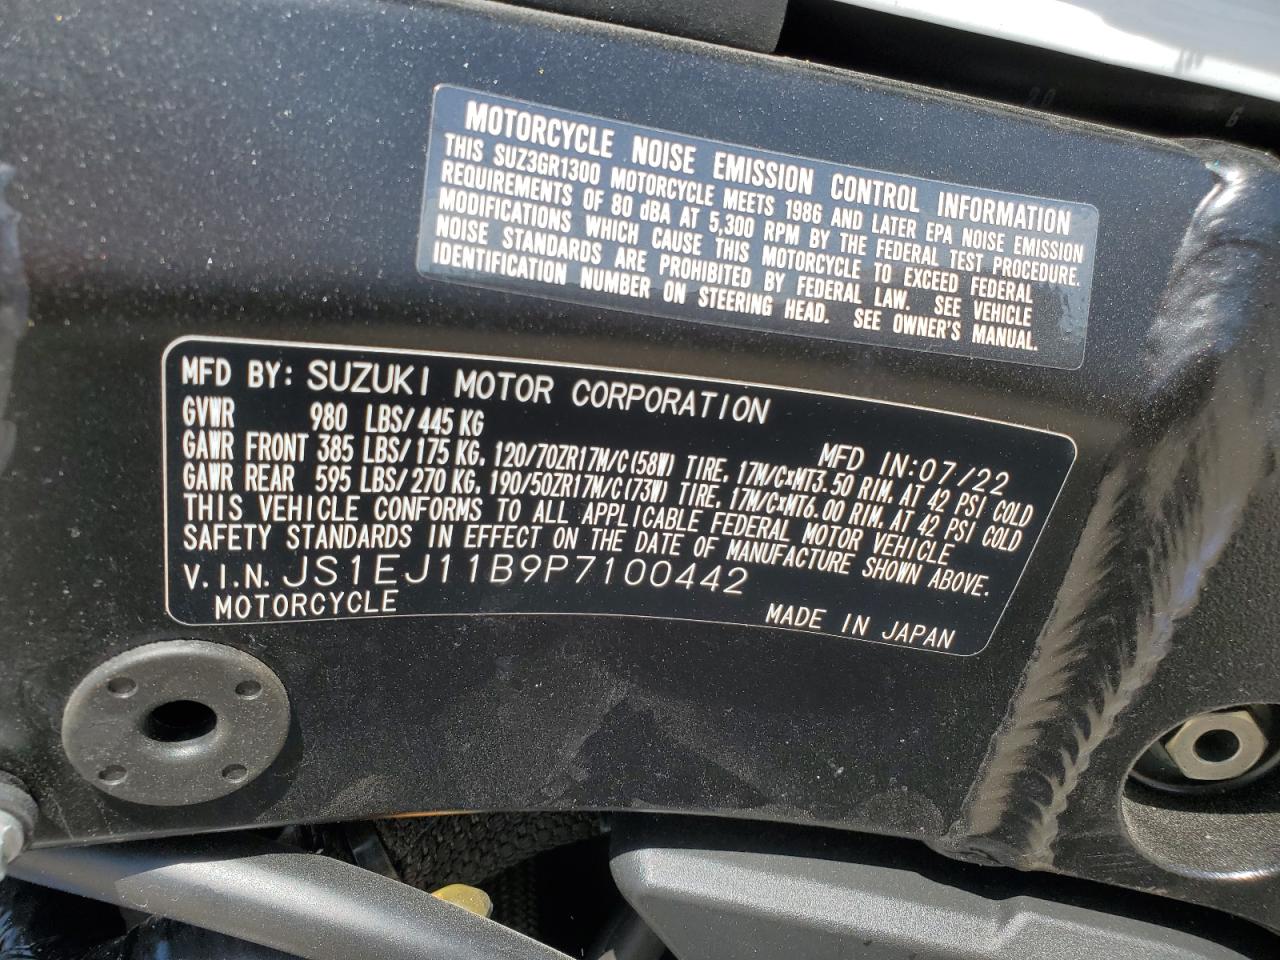 MOTORCYCLE NOISE EMISSION CONTROL INFORMATION
THIS SUZ3GR1300 MOTORCYCLE MEETS 1986 AND LATER EPA NOISE EMISSION
REQUIREMENTS OF 80 dBA AT 5,300 RPM BY THE FEDERAL TEST PROCEDURE.
MODIFICATIONS WHICH CAUSE THIS MOTORCYCLE TO EXCEED FEDERAL
NOISE STANDARDS ARE PROHIBITED BY FEDERAL LAW. SEE VEHICLE
IDENTIFICATION NUMBER ON STEERING HEAD. SEE OWNER'S MANUAL.
MFD BY: SUZUKI MOTOR CORPORATION
GVWR 980 LBS/445 KG MFD IN:07/22
GAWR FRONT 385 LBS/175 KG. 120/70ZR17M/C(58W) TIRE, 17M/C×MT3.50 RIM. AT 42 PSI COLD
GAWR REAR 595 LBS/270 KG. 190/50ZR17M/C(73W) TIRE, 17M/C×MT6.00 RIM. AT 42 PSI COLD
THIS VEHICLE CONFORMS TO ALL APPLICABLE FEDERAL MOTOR VEHICLE
SAFETY STANDARDS IN EFFECT ON THE DATE OF MANUFACTURE SHOWN ABOVE.
V.I.N. JS1EJ11B9P7100442
MOTORCYCLE MADE IN JAPAN